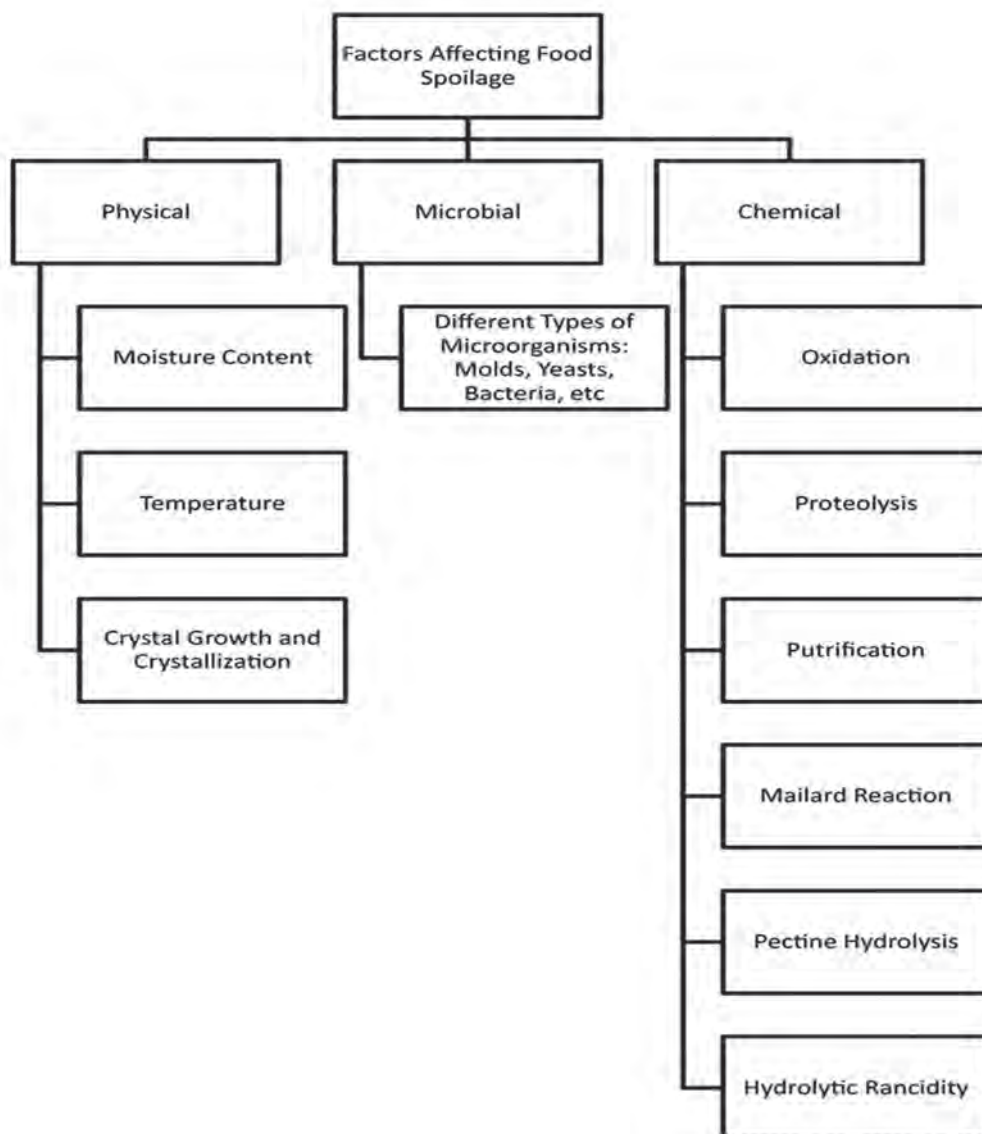 Factors Affecting Food
Spoilage
Physical
Microbial
Chemical
Moisture Content
Different Types of
Microorganisms:
Molds, Yeasts,
Bacteria, etc
Oxidation
Temperature
Proteolysis
Crystal Growth and
Crystallization
Putrification
Mailard Reaction
Pectine Hydrolysis
Hydrolytic Rancidity